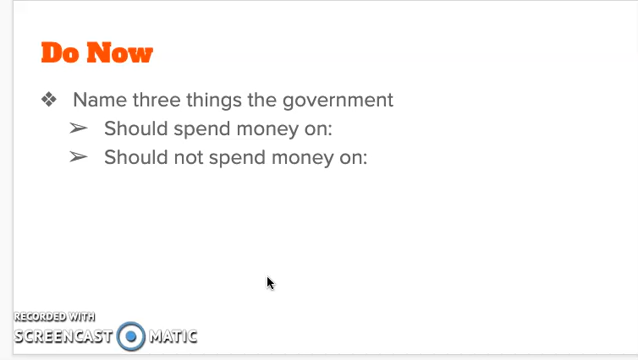 Do Now
❖ Name three things the government
➢ Should spend money on:
➢ Should not spend money on:
RECORDED WITH
SCREENCAST MATIC